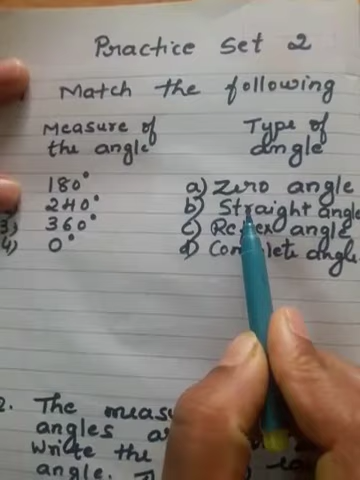 Practice Set 2
Match the following
Measure of Type of
the angle angle
180° a) Zero angle
240° b) Straight angle
3) 360° c) Reflex angle
4) 0° d) Complete angle
2. The
angles
Write the
angle.